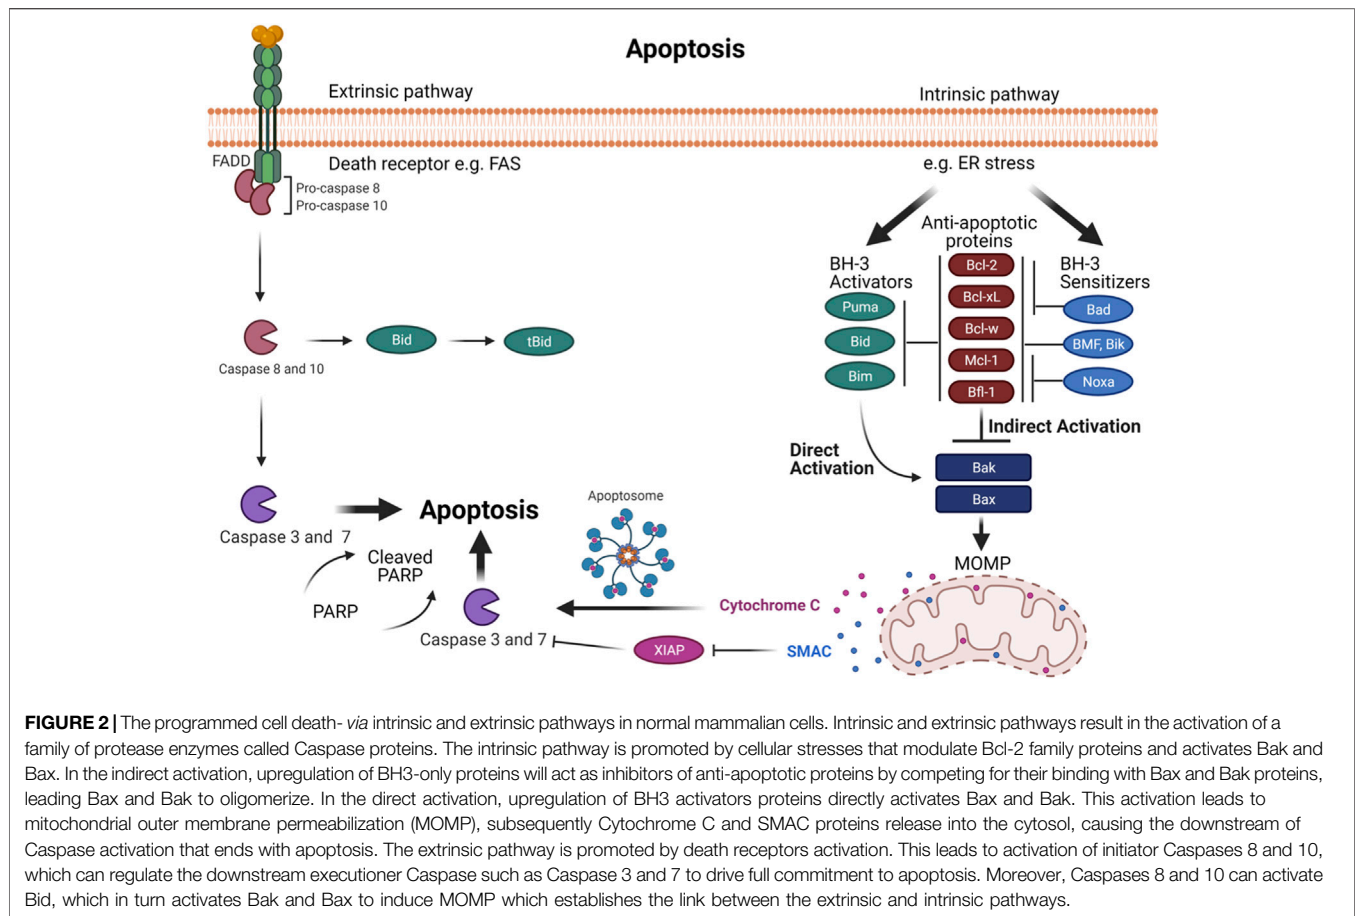 Apoptosis
Extrinsic pathway
Intrinsic pathway
FADD
Death receptor e.g. FAS
e.g. ER stress
Pro-caspase 8
Pro-caspase 10
Anti-apoptotic
proteins
BH-3
Activators
BH-3
Sensitizers
Bcl-2
Bcl-xL
Bcl-w
Mcl-1
Bfl-1
Puma
Bid
Bim
Bad
BMF, Bik
Noxa
Caspase 8 and 10
Bid
tBid
Indirect Activation
Direct
Activation
Bak
Bax
MOMP
Caspase 3 and 7
Apoptosis
Apoptosome
Cleaved
PARP
PARP
Caspase 3 and 7
Cytochrome C
XIAP
SMAC
FIGURE 2 | The programmed cell death- via intrinsic and extrinsic pathways in normal mammalian cells. Intrinsic and extrinsic pathways result in the activation of a
family of protease enzymes called Caspase proteins. The intrinsic pathway is promoted by cellular stresses that modulate Bcl-2 family proteins and activates Bak and
Bax. In the indirect activation, upregulation of BH3-only proteins will act as inhibitors of anti-apoptotic proteins by competing for their binding with Bax and Bak proteins,
leading Bax and Bak to oligomerize. In the direct activation, upregulation of BH3 activators proteins directly activates Bax and Bak. This activation leads to
mitochondrial outer membrane permeabilization (MOMP), subsequently Cytochrome C and SMAC proteins release into the cytosol, causing the downstream of
Caspase activation that ends with apoptosis. The extrinsic pathway is promoted by death receptors activation. This leads to activation of initiator Caspases 8 and 10,
which can regulate the downstream executioner Caspase such as Caspase 3 and 7 to drive full commitment to apoptosis. Moreover, Caspases 8 and 10 can activate
Bid, which in turn activates Bak and Bax to induce MOMP which establishes the link between the extrinsic and intrinsic pathways.